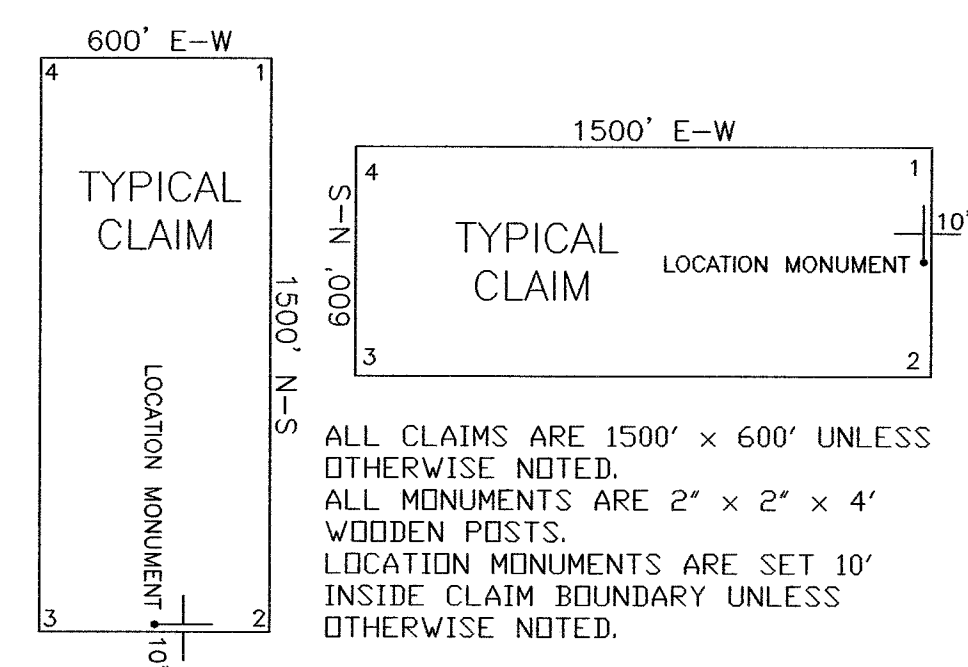 600' E-W
4
1
TYPICAL
CLAIM
1500' N-S
LOCATION MONUMENT
3
2
10'
1500' E-W
4
1
600' N-S
TYPICAL
CLAIM
10'
LOCATION MONUMENT
3
2
ALL CLAIMS ARE 1500' x 600' UNLESS
OTHERWISE NOTED.
ALL MONUMENTS ARE 2" x 2" x 4'
WOODEN POSTS.
LOCATION MONUMENTS ARE SET 10'
INSIDE CLAIM BOUNDARY UNLESS
OTHERWISE NOTED.